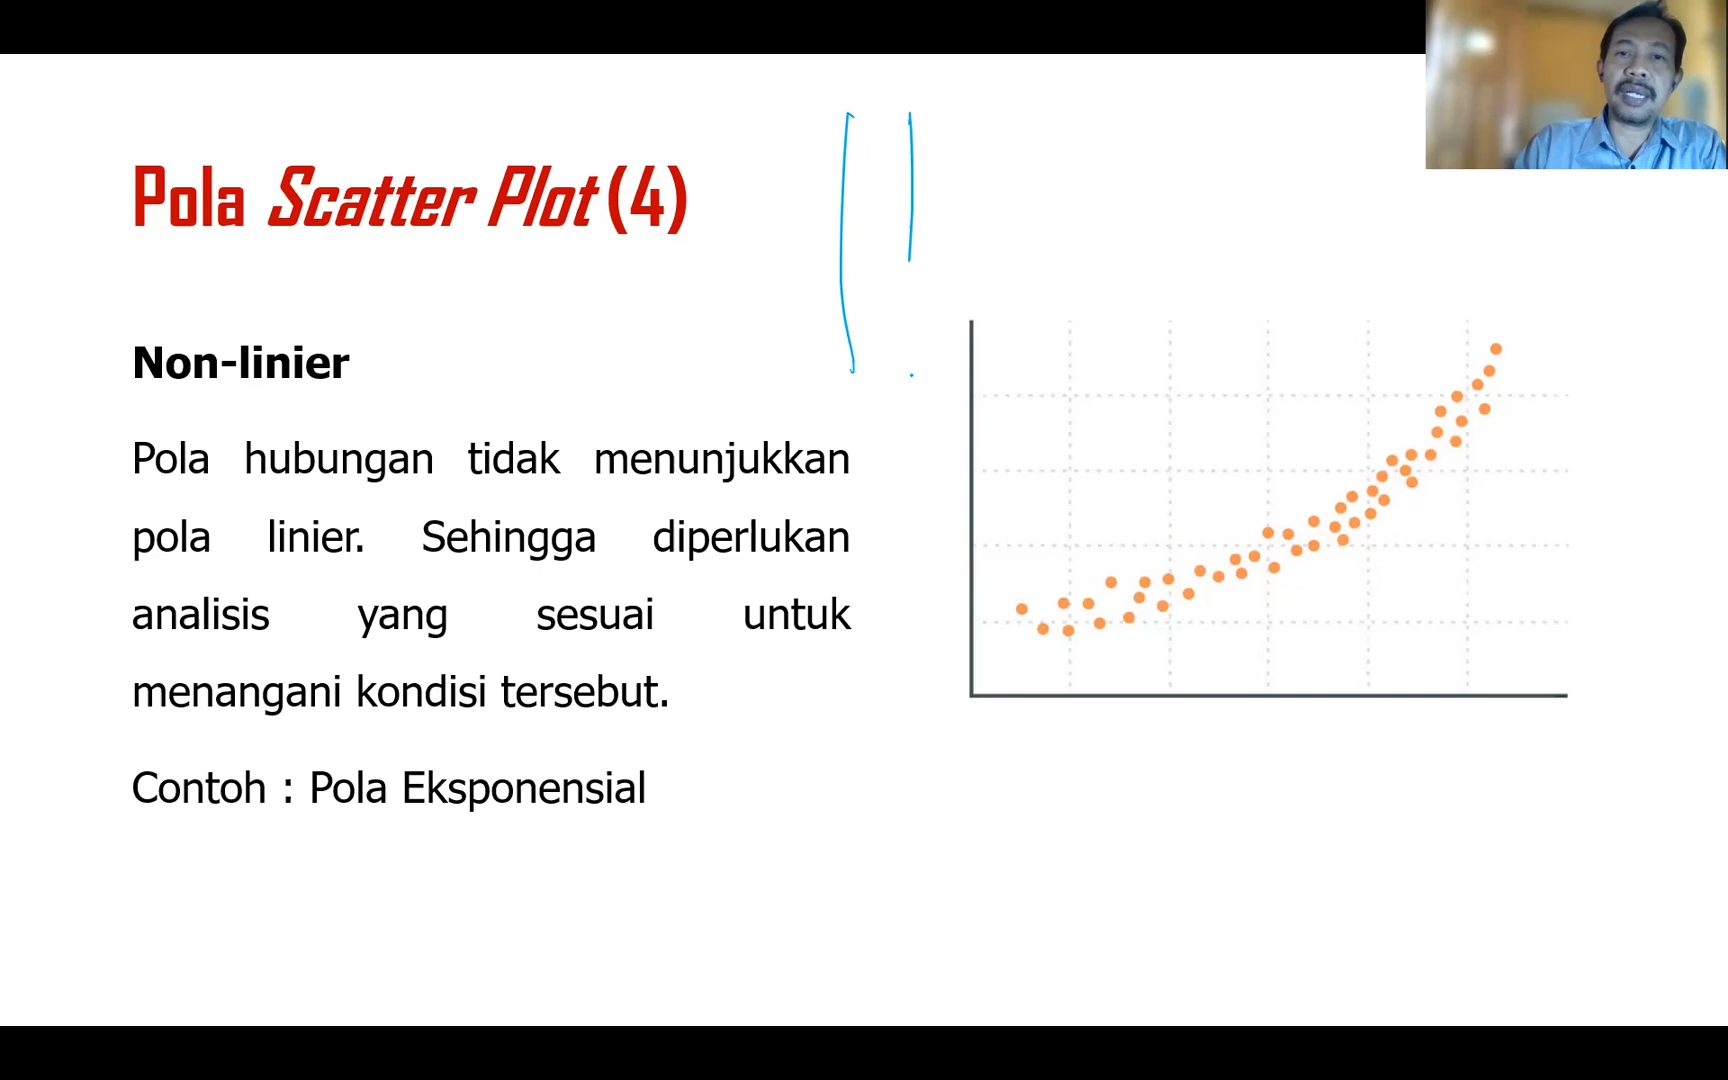 Pola Scatter Plot (4)
Non-linier
Pola hubungan tidak menunjukkan
pola linier. Sehingga diperlukan
analisis yang sesuai untuk
menangani kondisi tersebut.
Contoh : Pola Eksponensial